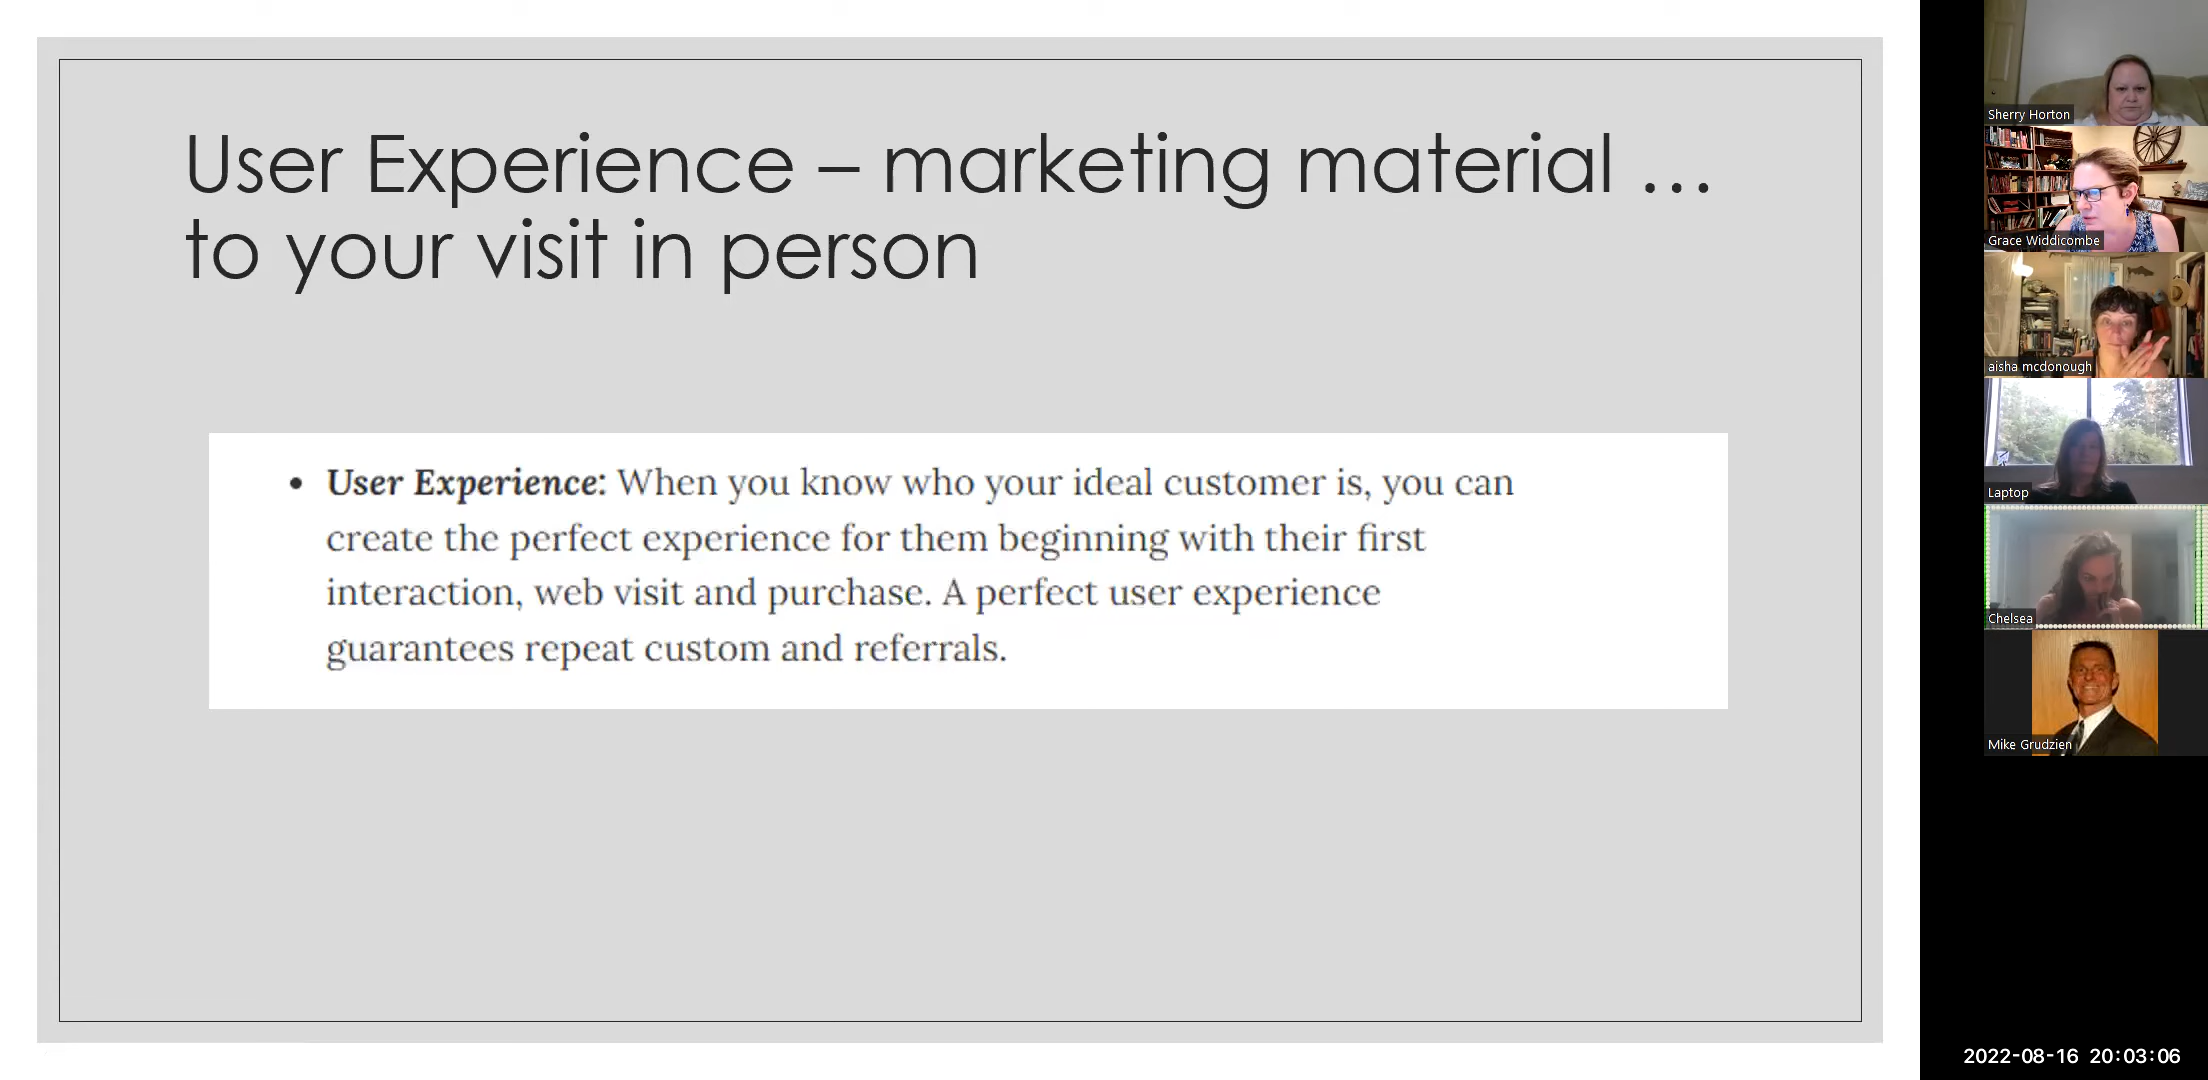 User Experience – marketing material …
to your visit in person
• User Experience: When you know who your ideal customer is, you can
create the perfect experience for them beginning with their first
interaction, web visit and purchase. A perfect user experience
guarantees repeat custom and referrals.
Sherry Horton
Grace Widdicombe
aisha mcdonough
Laptop
Chelsea
Mike Grudzien
2022-08-16 20:03:06